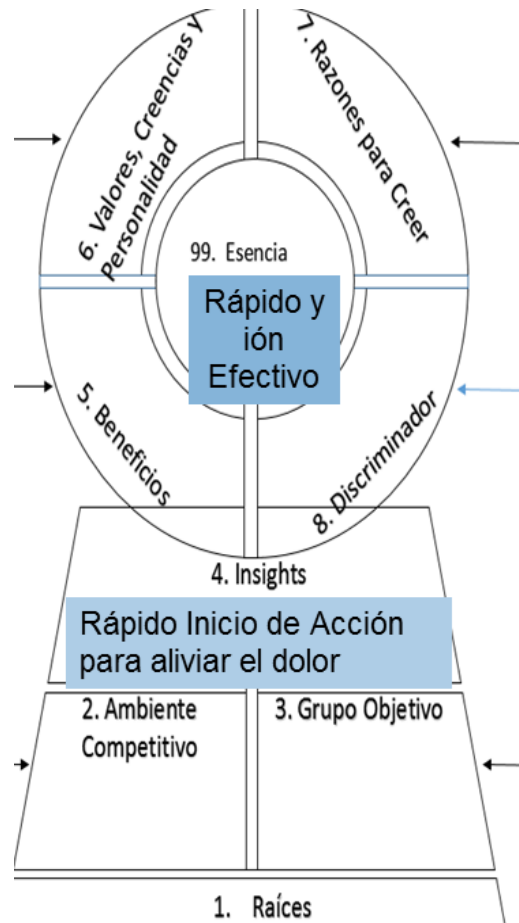 6. Valores, Creencias y
Personalidad
7. Razones para Creer
99. Esencia
Rápido y
ión
Efectivo
5. Beneficios
8. Discriminador
4. Insights
Rápido Inicio de Acción
para aliviar el dolor
2. Ambiente
Competitivo
3. Grupo Objetivo
1. Raíces